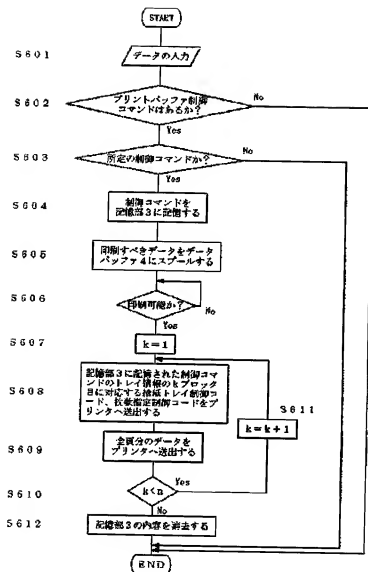 START
S601
データの入力
S602
プリントバッファ制御
コマンドはあるか?
No
Yes
S603
所定の制御コマンドか?
No
Yes
S604
制御コマンドを
記憶部3に記憶する
S605
印刷すべきデータをデータ
バッファ4にスプールする
S606
印刷可能か?
No
Yes
S607
k=1
S608
記憶部3に記憶された制御コマ
ンドのトレイ情報のkブロック
目に対応する排紙トレイ制御コ
ード、枚数指定制御コードをプ
リンタへ送出する
S611
k=k+1
S609
全頁分のデータを
プリンタへ送出する
S610
k<n
Yes
No
S612
記憶部3の内容を消去する
END